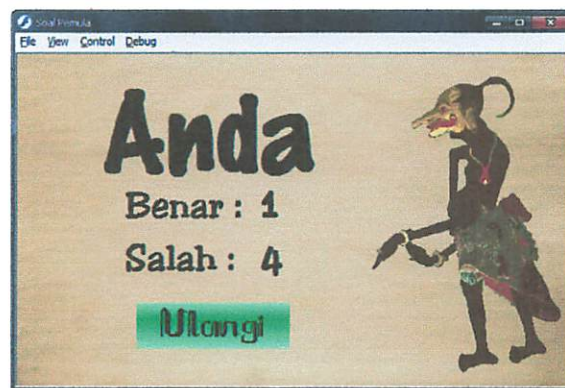 Soal Pemula
File View Control Debug
Anda
Benar : 1
Salah : 4
Ulangi